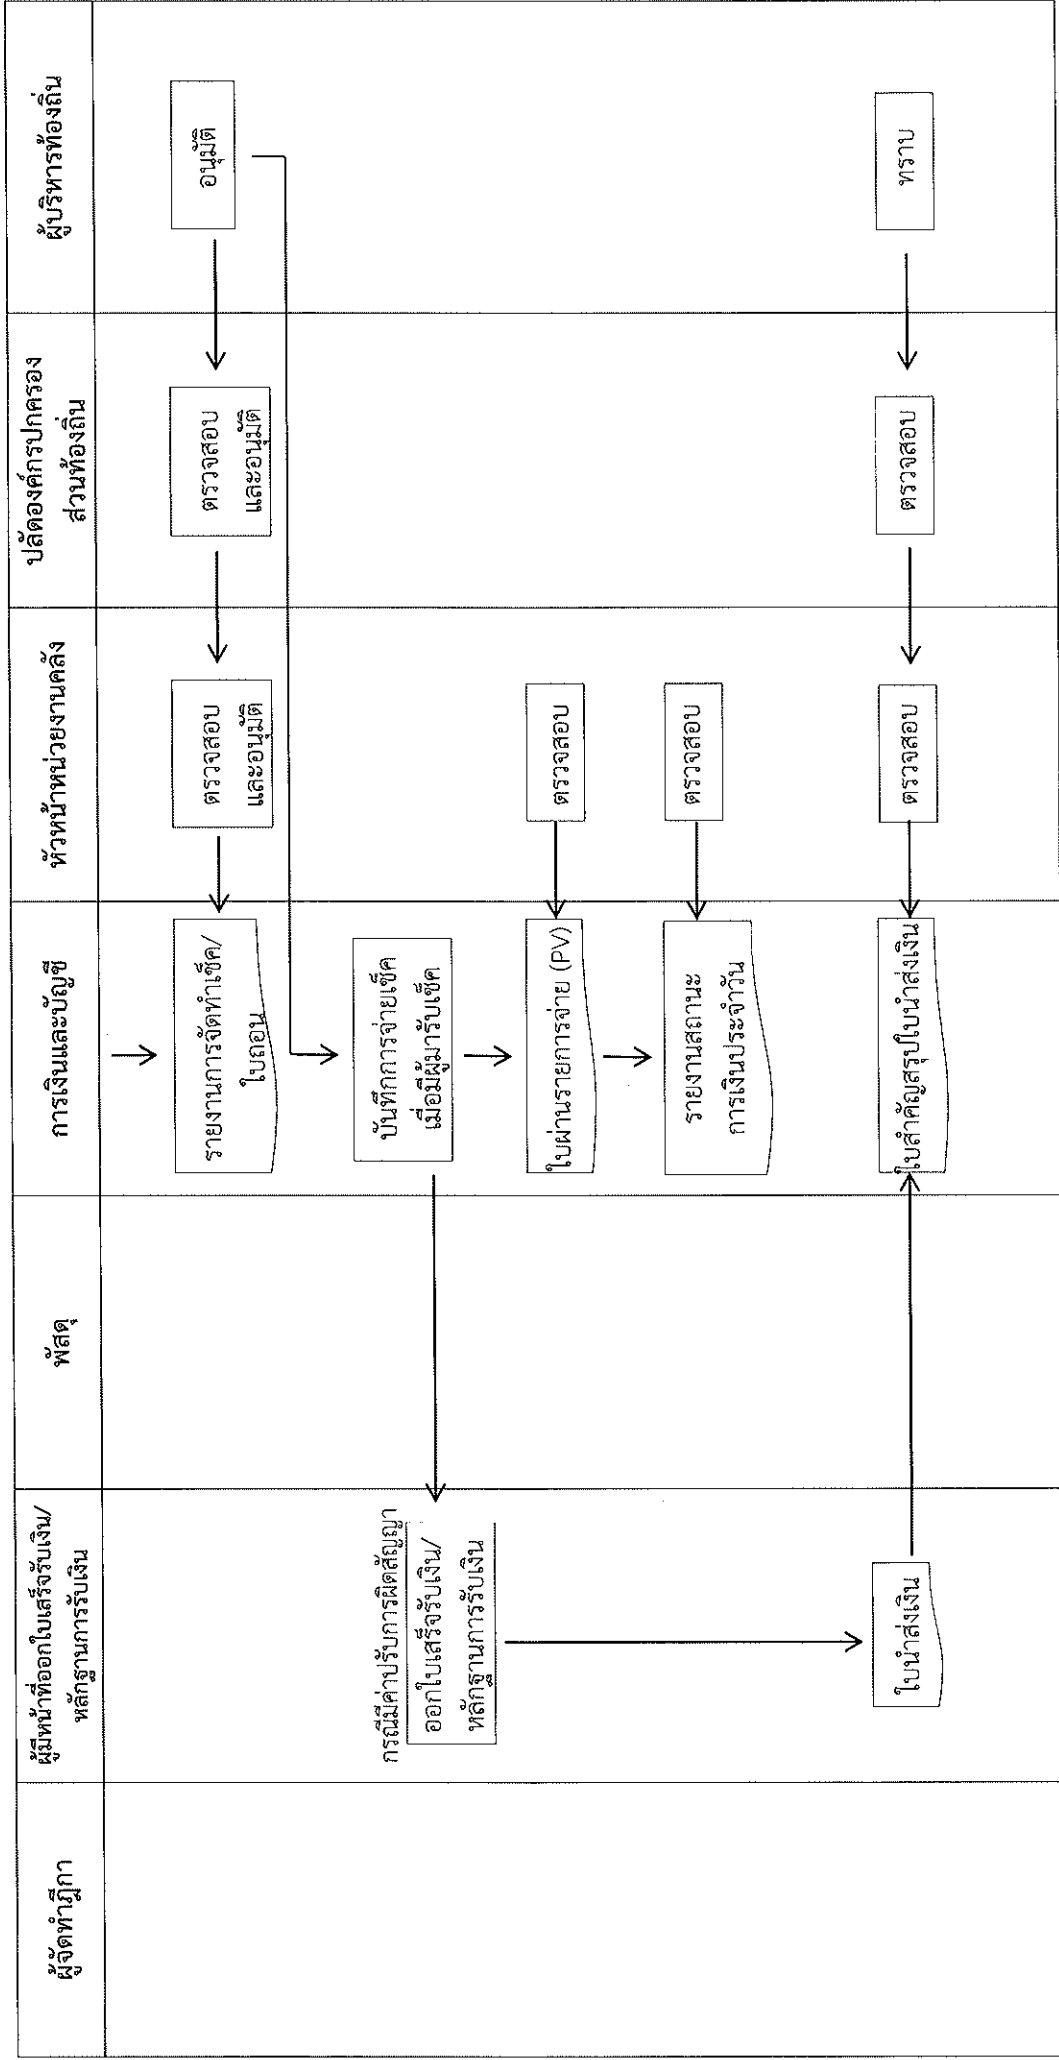 ผู้จัดทำฎีกา
ผู้มีหน้าที่ออกใบเสร็จรับเงิน/
หลักฐานการรับเงิน
พัสดุ
การเงินและบัญชี
หัวหน้าหน่วยงานคลัง
ปลัดองค์กรปกครอง
ส่วนท้องถิ่น
ผู้บริหารท้องถิ่น
รายงานการจัดทำเช็ค/
ใบถอน
ตรวจสอบ
และอนุมัติ
ตรวจสอบ
และอนุมัติ
อนุมัติ
บันทึกการจ่ายเช็ค
เมื่อมีผู้มารับเช็ค
กรณีมีค่าปรับการผิดสัญญา
ออกใบเสร็จรับเงิน/
หลักฐานการรับเงิน
ใบผ่านรายการจ่าย (PV)
ตรวจสอบ
รายงานสถานะ
การเงินประจำวัน
ตรวจสอบ
ใบนำส่งเงิน
ใบสำคัญสรุปใบนำส่งเงิน
ตรวจสอบ
ตรวจสอบ
ทราบ